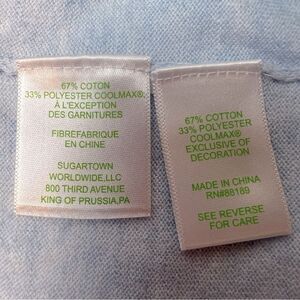 67% COTON
33% POLYESTER COOLMAX®
À L'EXCEPTION
DES GARNITURES
FIBREFABRIQUE
EN CHINE
SUGARTOWN
WORLDWIDE,LLC
800 THIRD AVENUE
KING OF PRUSSIA,PA
67% COTTON
33% POLYESTER
COOLMAX®
EXCLUSIVE OF
DECORATION
MADE IN CHINA
RN#88189
SEE REVERSE
FOR CARE